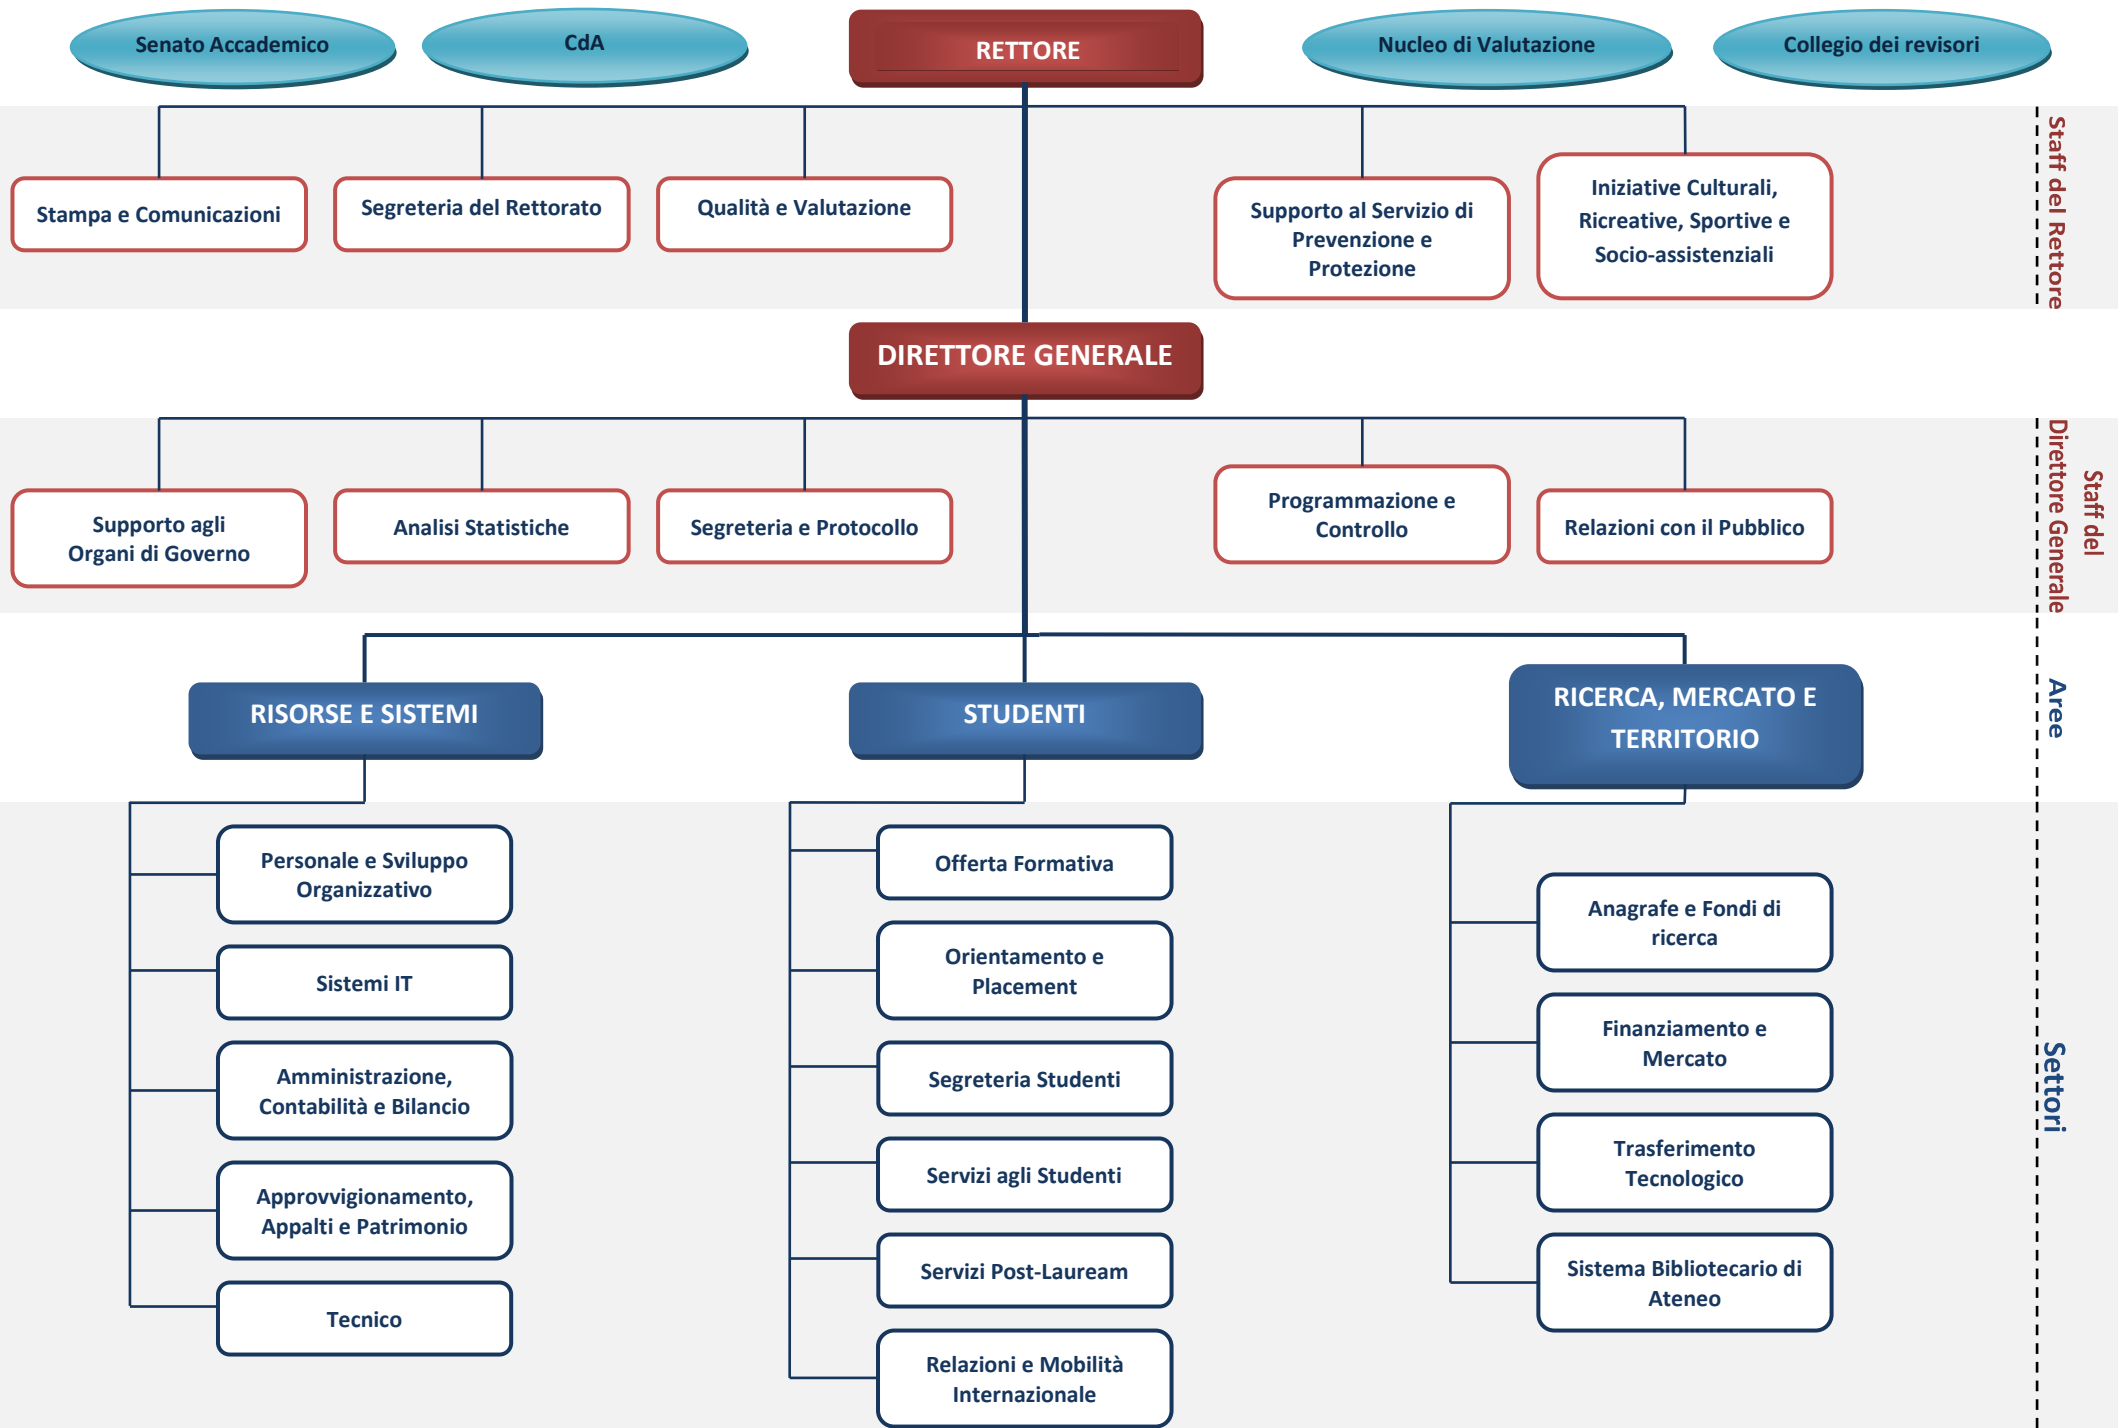 Senato Accademico
CdA
RETTORE
Nucleo di Valutazione
Collegio dei revisori
Staff del Rettore
Stampa e Comunicazioni
Segreteria del Rettorato
Qualità e Valutazione
Supporto al Servizio di
Prevenzione e
Protezione
Iniziative Culturali,
Ricreative, Sportive e
Socio-assistenziali
DIRETTORE GENERALE
Staff del
Direttore Generale
Supporto agli
Organi di Governo
Analisi Statistiche
Segreteria e Protocollo
Programmazione e
Controllo
Relazioni con il Pubblico
Aree
RISORSE E SISTEMI
STUDENTI
RICERCA, MERCATO E
TERRITORIO
Settori
Personale e Sviluppo
Organizzativo
Sistemi IT
Amministrazione,
Contabilità e Bilancio
Approvvigionamento,
Appalti e Patrimonio
Tecnico
Offerta Formativa
Orientamento e
Placement
Segreteria Studenti
Servizi agli Studenti
Servizi Post-Lauream
Relazioni e Mobilità
Internazionale
Anagrafe e Fondi di
ricerca
Finanziamento e
Mercato
Trasferimento
Tecnologico
Sistema Bibliotecario di
Ateneo